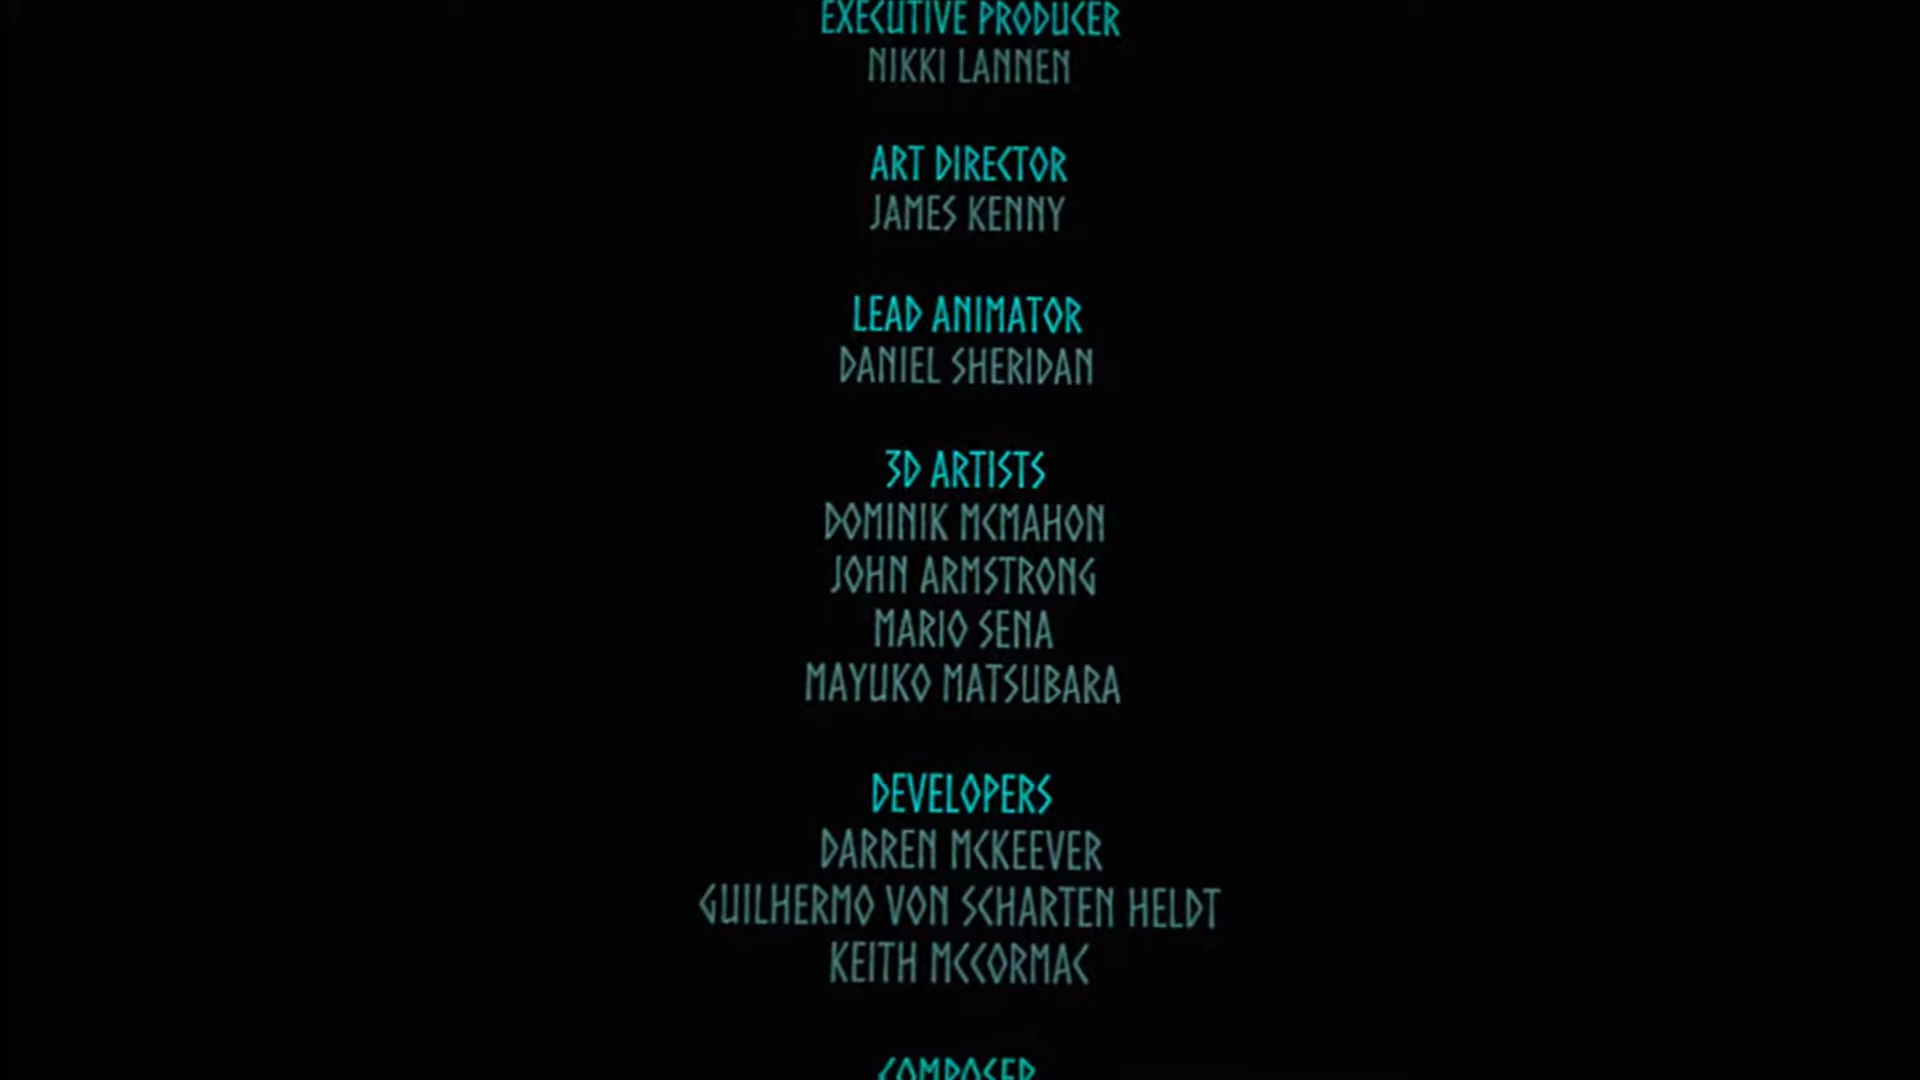 EXECUTIVE PRODUCER
NIKKI LANNEN
ART DIRECTOR
JAMES KENNY
LEAD ANIMATOR
DANIEL SHERIDAN
3D ARTISTS
DOMINIK MCMAHON
JOHN ARMSTRONG
MARIO SENA
MAYUKO MATSUBARA
DEVELOPERS
DARREN MCKEEVER
GUILHERMO VON SCHARTEN HELDT
KEITH MCCORMAC
COMPOSER